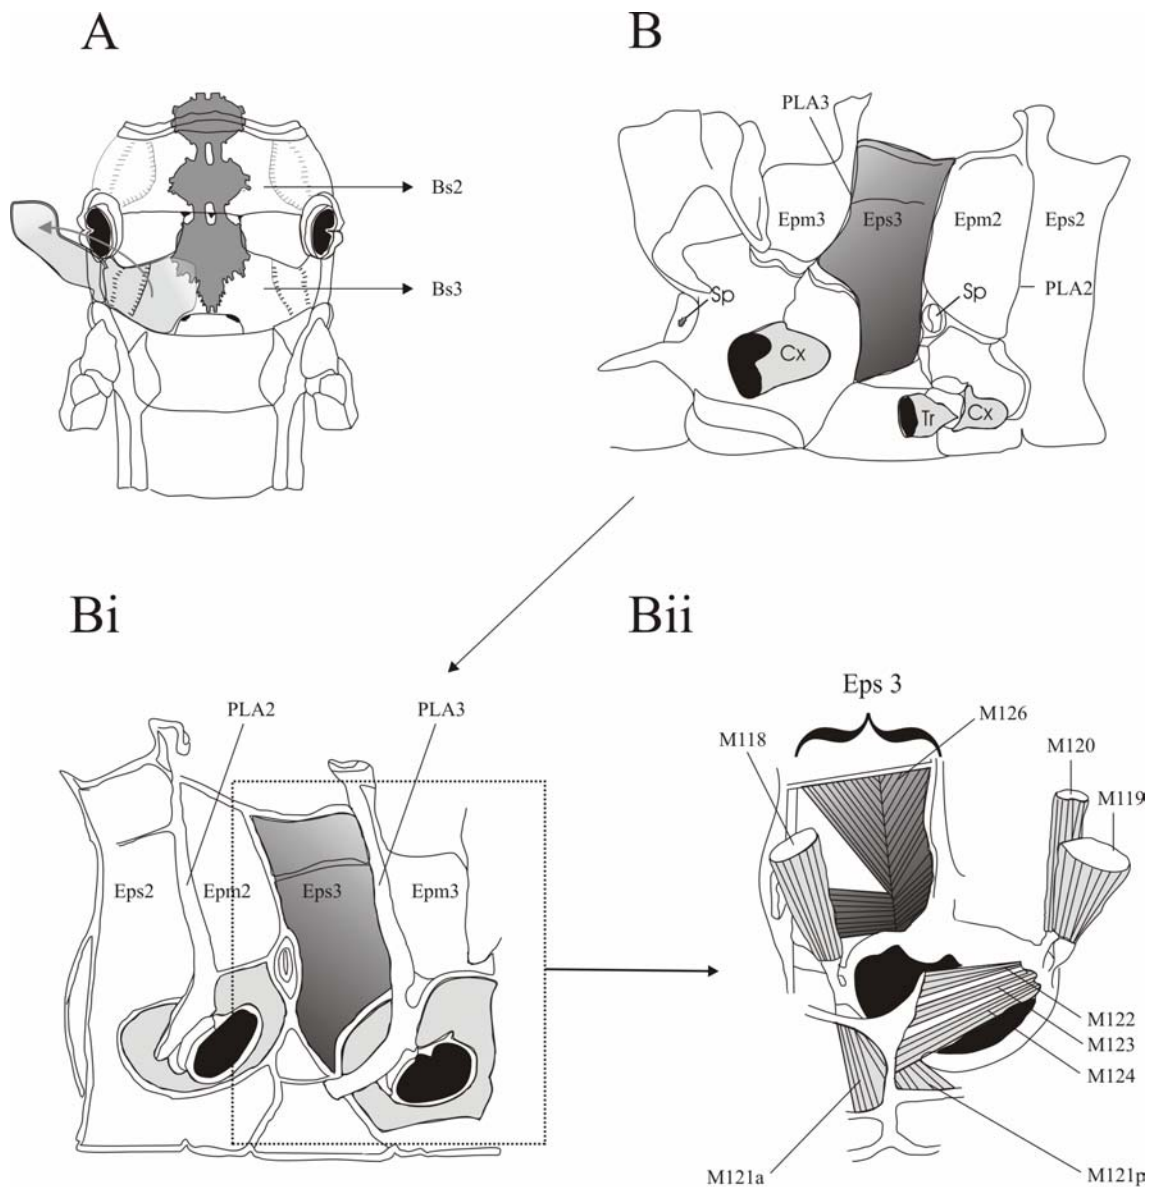 A
B
PLA3
Bs2
Epm3
Eps3
Epm2
Eps2
Bs3
Sp
Sp
PLA2
Cx
Tr
Cx
Bi
Bii
Eps 3
PLA2
PLA3
M126
M118
M120
M119
Eps2
Epm2
Eps3
Epm3
M122
M123
M124
M121a
M121p